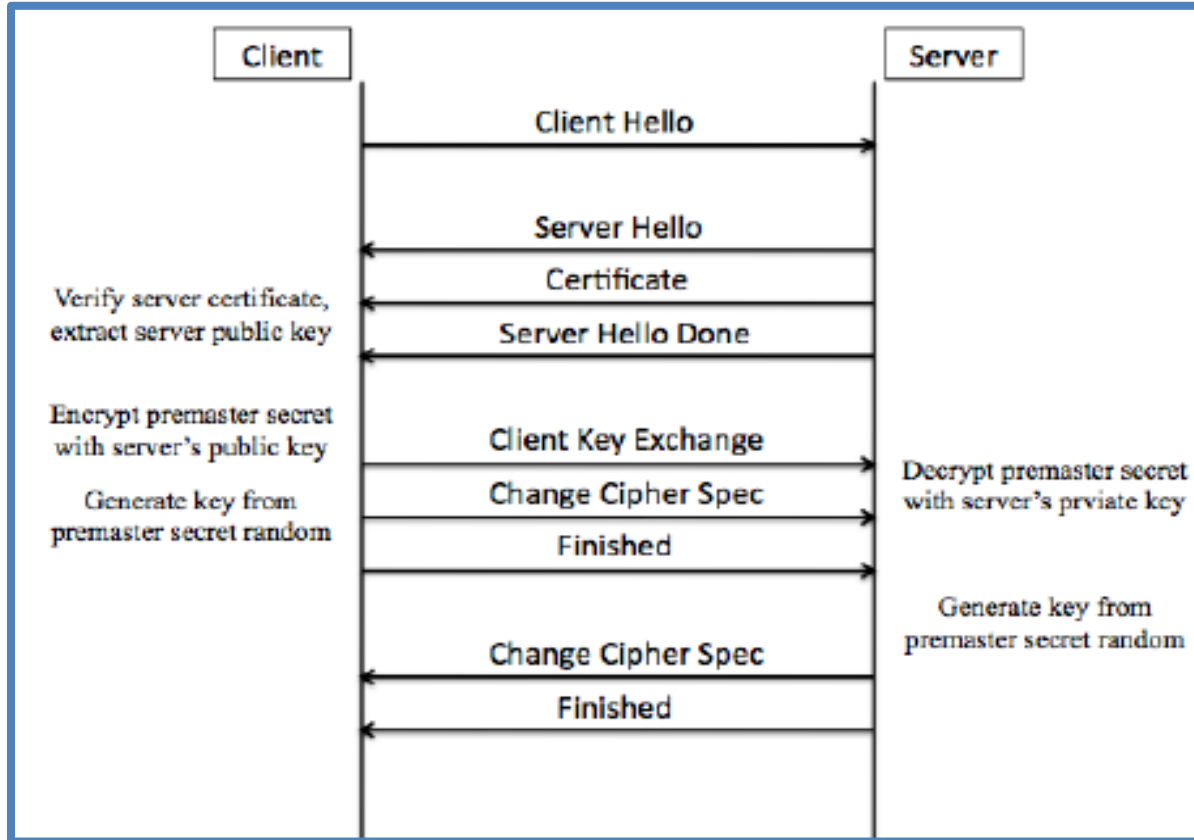 Client
Server
Client Hello
Server Hello
Certificate
Verify server certificate,
extract server public key
Server Hello Done
Encrypt premaster secret
with server's public key
Client Key Exchange
Decrypt premaster secret
with server's prviate key
Generate key from
premaster secret random
Change Cipher Spec
Finished
Generate key from
premaster secret random
Change Cipher Spec
Finished